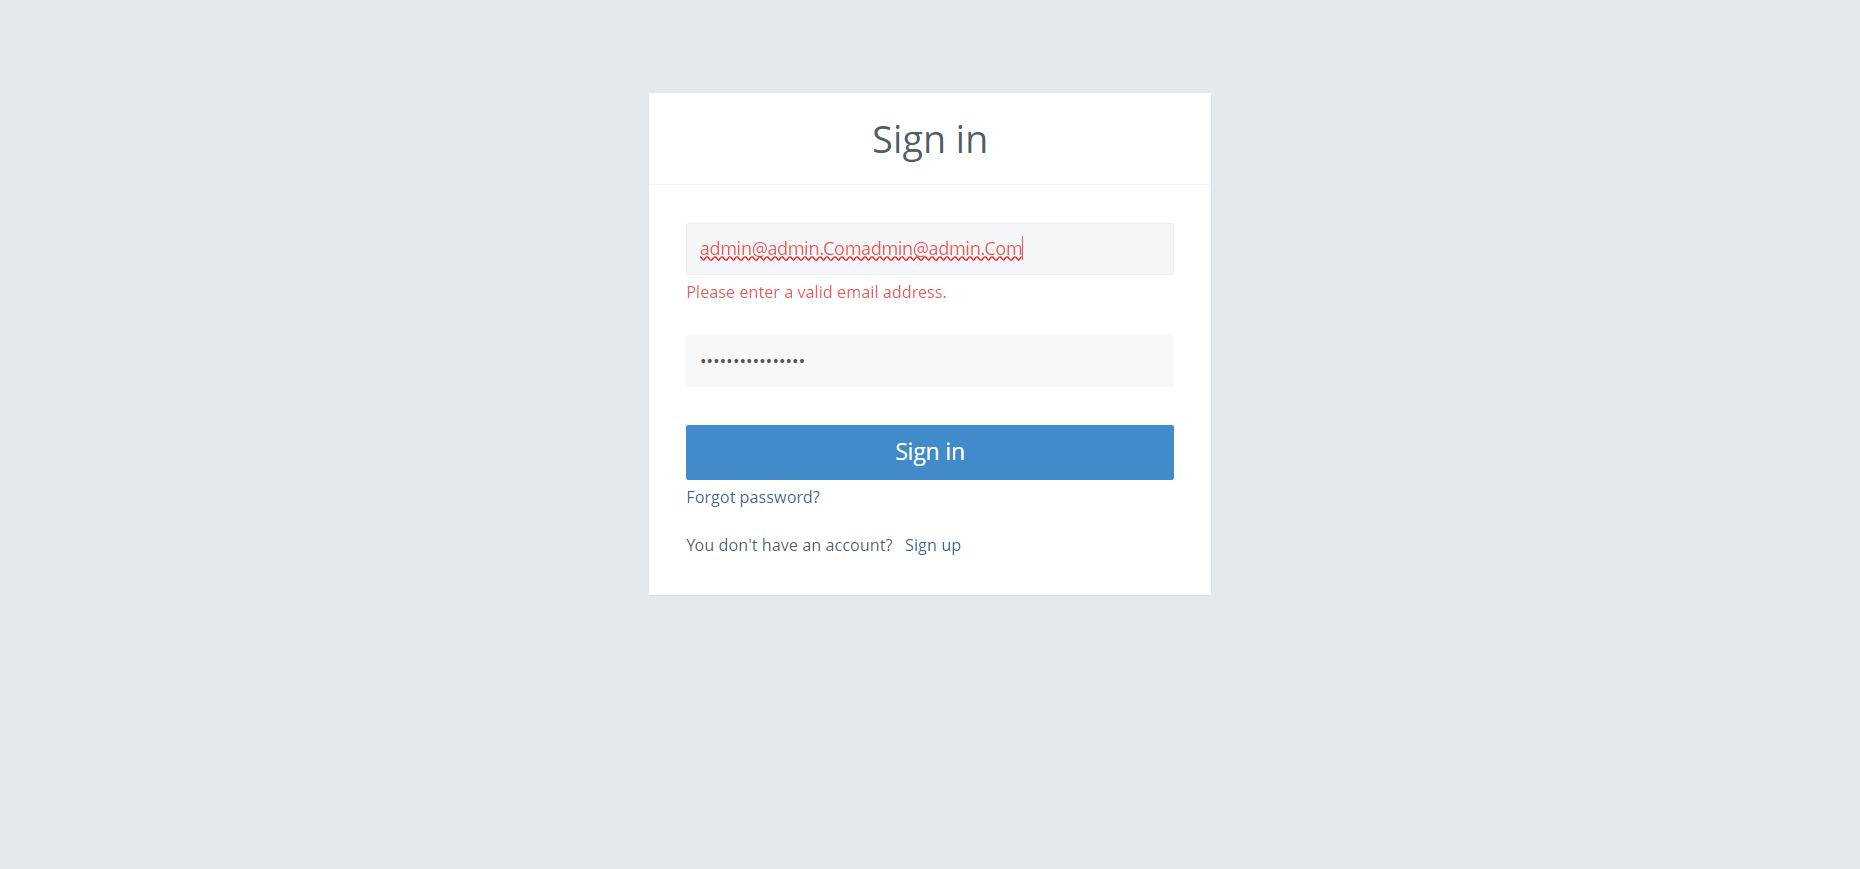 Sign in
admin@admin.Comadmin@admin.Com
Please enter a valid email address.
••••••••••••••••
Sign in
Forgot password?
You don't have an account? Sign up